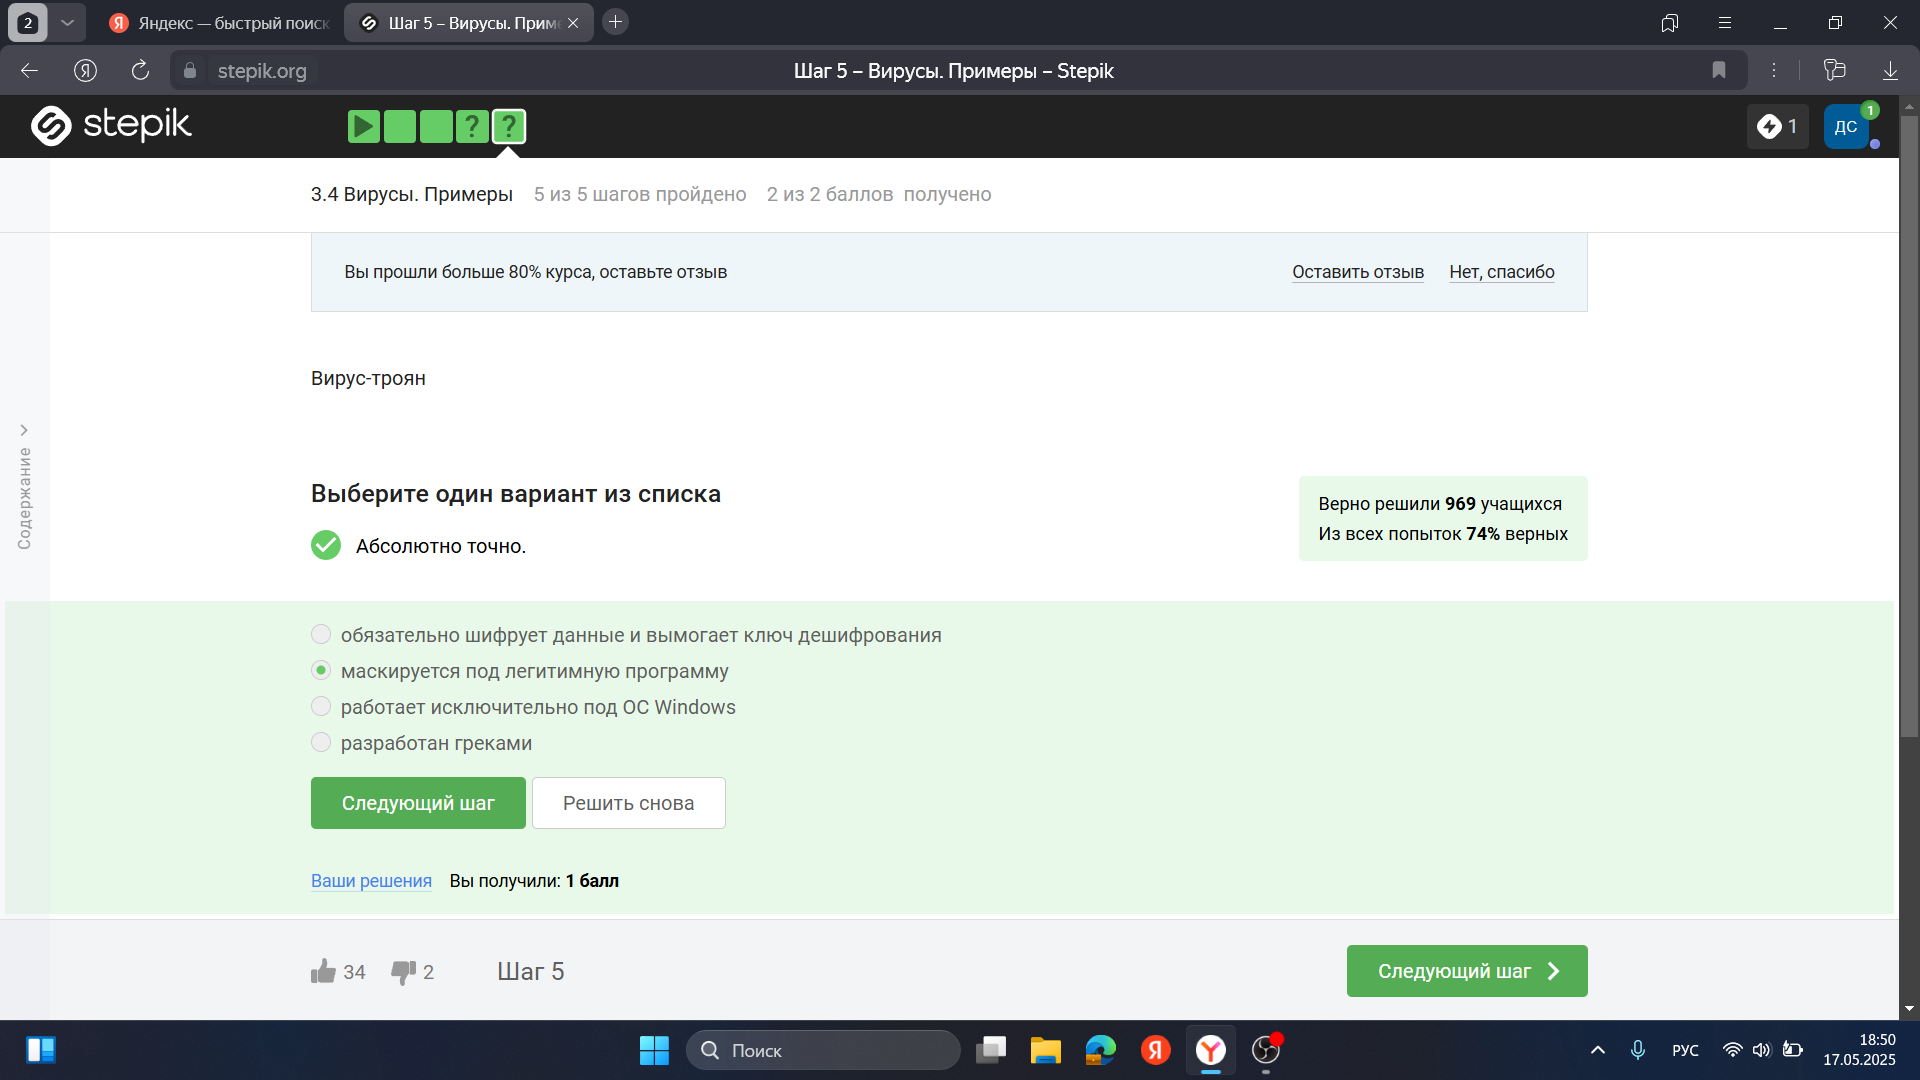 2
Яндекс — быстрый поиск
Шаг 5 – Вирусы. Прим
stepik.org
Шаг 5 – Вирусы. Примеры – Stepik
stepik
?
?
1
ДС
1
3.4 Вирусы. Примеры 5 из 5 шагов пройдено 2 из 2 баллов получено
Вы прошли больше 80% курса, оставьте отзыв
Оставить отзыв
Нет, спасибо
Содержание
Вирус-троян
Выберите один вариант из списка
Абсолютно точно.
Верно решили 969 учащихся
Из всех попыток 74% верных
обязательно шифрует данные и вымогает ключ дешифрования
маскируется под легитимную программу
работает исключительно под ОС Windows
разработан греками
Следующий шаг
Решить снова
Ваши решения Вы получили: 1 балл
34
2
Шаг 5
Следующий шаг
Поиск
РУС
18:50
17.05.2025